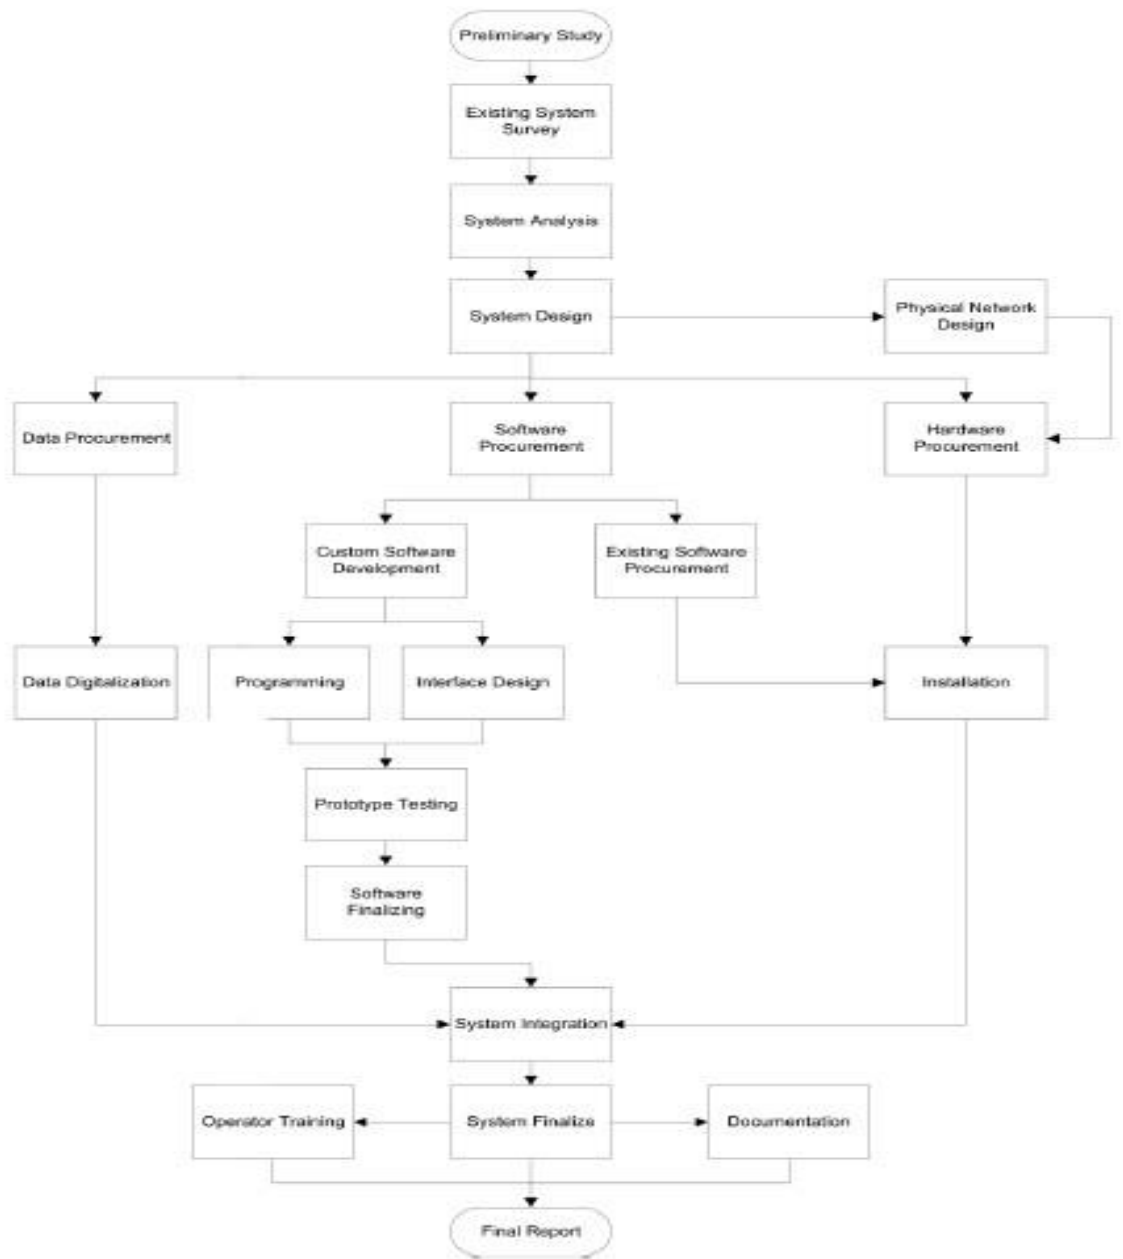 Preliminary Study
Existing System
Survey
System Analysis
System Design
Physical Network
Design
Data Procurement
Software
Procurement
Hardware
Procurement
Custom Software
Development
Existing Software
Procurement
Data Digitalization
Programming
Interface Design
Installation
Prototype Testing
Software
Finalizing
System Integration
Operator Training
System Finalize
Documentation
Final Report